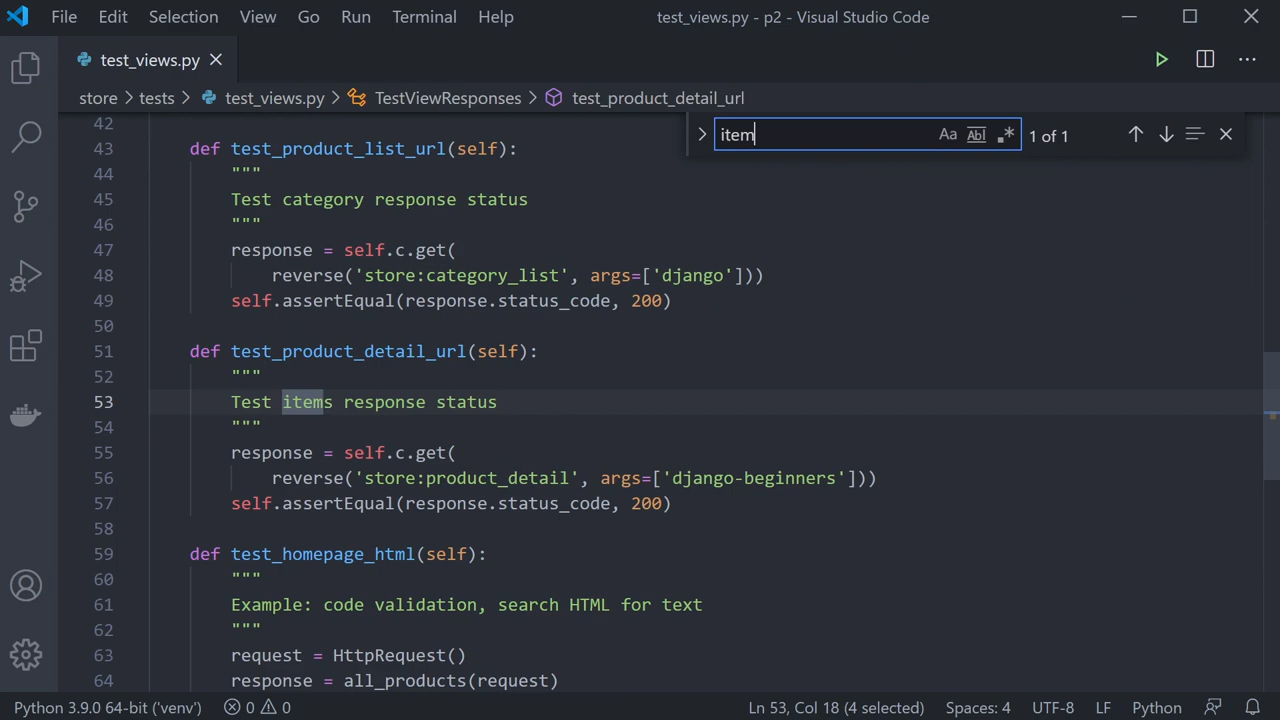 File Edit Selection View Go Run Terminal Help test_views.py - p2 - Visual Studio Code
test_views.py
store > tests > test_views.py > TestViewResponses > test_product_detail_url
item Aa Abl .* 1 of 1
42
43 def test_product_list_url(self):
44 """
45 Test category response status
46 """
47 response = self.c.get(
48 reverse('store:category_list', args=['django']))
49 self.assertEqual(response.status_code, 200)
50
51 def test_product_detail_url(self):
52 """
53 Test items response status
54 """
55 response = self.c.get(
56 reverse('store:product_detail', args=['django-beginners']))
57 self.assertEqual(response.status_code, 200)
58
59 def test_homepage_html(self):
60 """
61 Example: code validation, search HTML for text
62 """
63 request = HttpRequest()
64 response = all_products(request)
Python 3.9.0 64-bit ('venv') 0 0 Ln 53, Col 18 (4 selected) Spaces: 4 UTF-8 LF Python